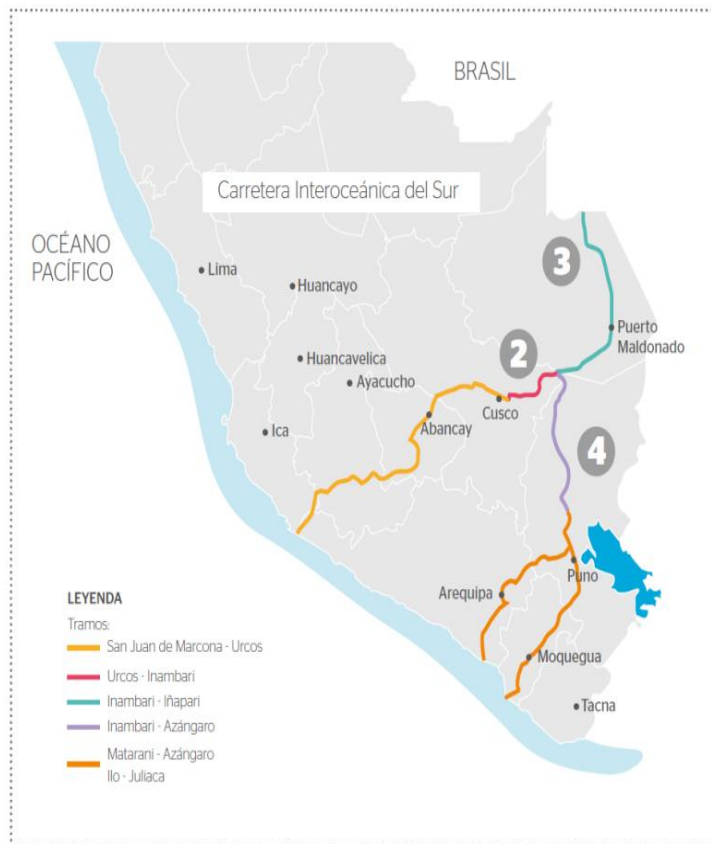 BRASIL
Carretera Interoceánica del Sur
OCÉANO
PACÍFICO
Lima
Huancayo
3
Puerto
Maldonado
2
Huancavelica
Ayacucho
Cusco
Abancay
Ica
4
Puno
Arequipa
Moquegua
Tacna
LEYENDA
Tramos:
San Juan de Marcona - Urcos
Urcos - Inambari
Inambari - Iñapari
Inambari - Azángaro
Matarani - Azángaro
Ilo - Juliaca